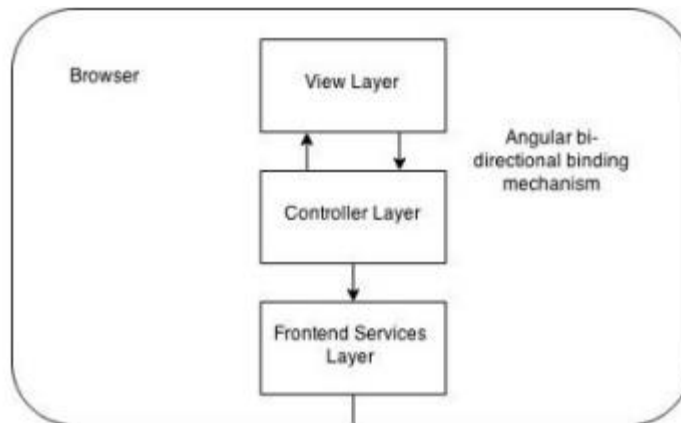 Browser
View Layer
Angular bi-
directional binding
mechanism
Controller Layer
Frontend Services
Layer